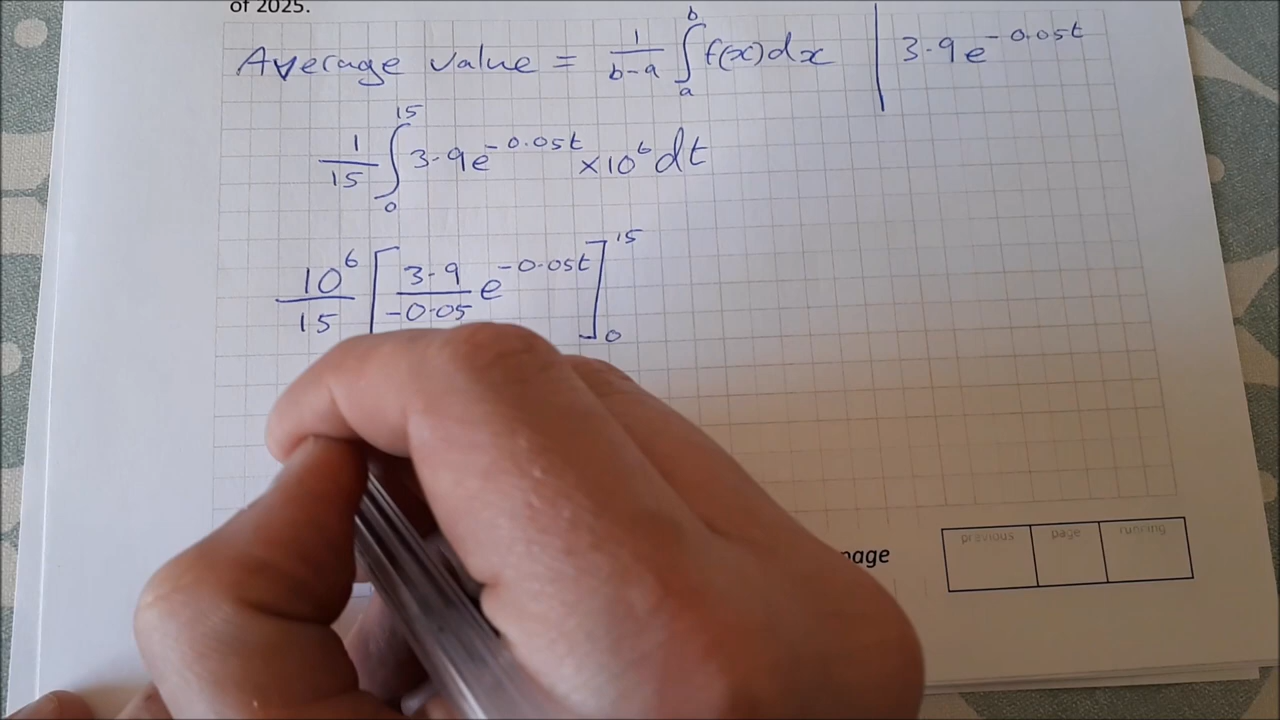 of 2025.
Average value = 1/(b-a) ∫_a^b f(x)dx | 3·9e^(-0.05t)
1/15 ∫_0^15 3·9e^(-0.05t) ×10^6 dt
10^6/15 [3·9/(-0.05) e^(-0.05t)]_0^15
previous page running
page